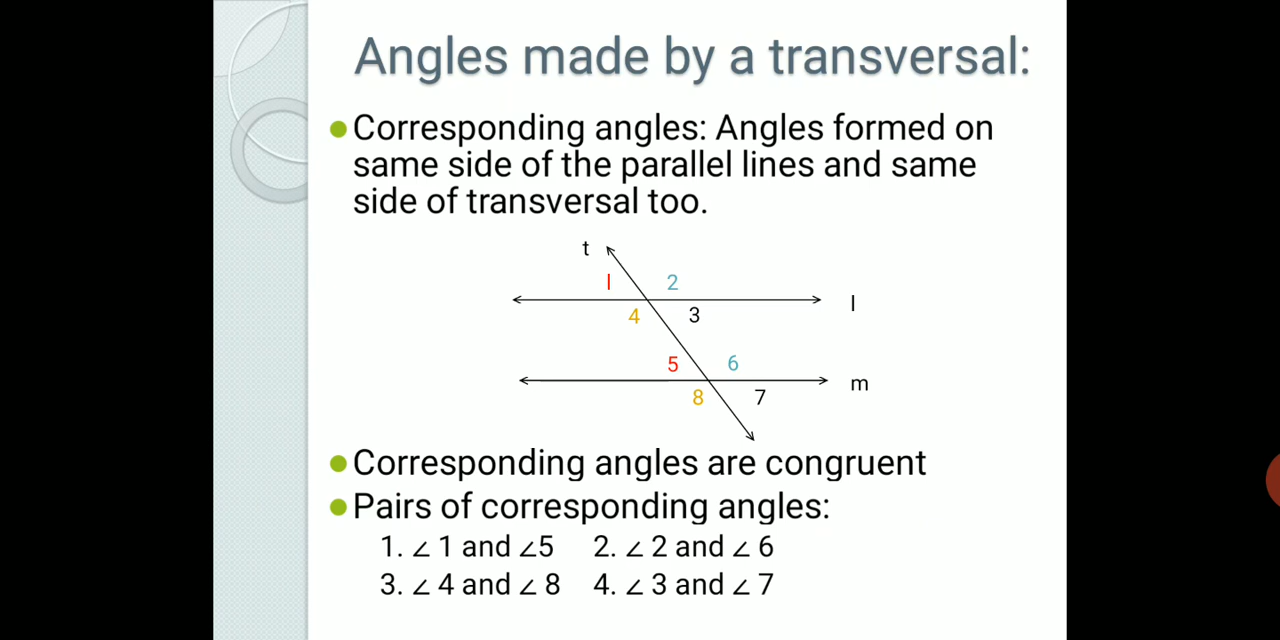 Angles made by a transversal:
Corresponding angles: Angles formed on
same side of the parallel lines and same
side of transversal too.
t
l 2
4 3 l
5 6
8 7 m
Corresponding angles are congruent
Pairs of corresponding angles:
1. ∠ 1 and ∠5 2. ∠ 2 and ∠ 6
3. ∠ 4 and ∠ 8 4. ∠ 3 and ∠ 7